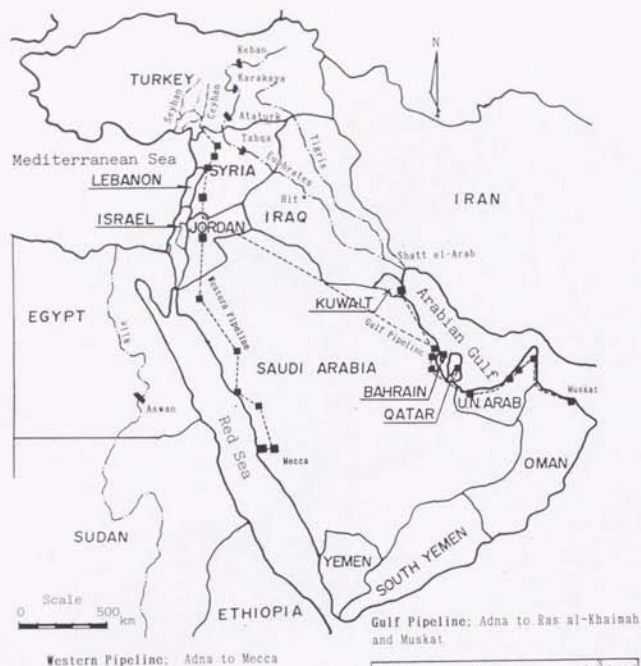 N
Keban
TURKEY
Karakaya
Seyhan
Ceyhan
Ataturk
Tabqa
Tigris
Mediterranean Sea
SYRIA
Euphrates
LEBANON
IRAN
Hit
ISRAEL
IRAQ
JORDAN
Shatt el-Arab
KUWAIT
Arabian Gulf
EGYPT
Nile
Western Pipeline
Gulf Pipeline
SAUDI ARABIA
BAHRAIN
Muskat
QATAR
U.N. ARAB
Aswan
Red Sea
Mecca
OMAN
SUDAN
SOUTH YEMEN
YEMEN
Scale
0 500
km
ETHIOPIA
Gulf Pipeline; Adna to Ras al-Khaimah
and Muskat
Western Pipeline; Adna to Mecca